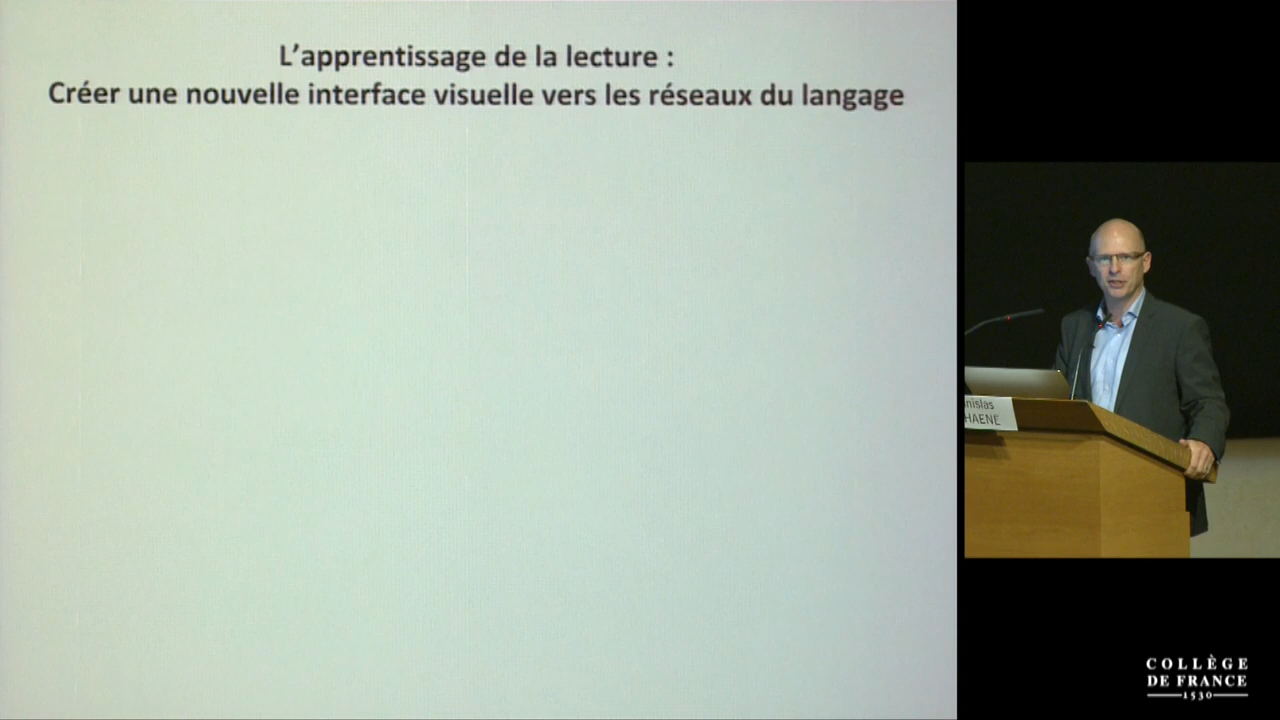 L'apprentissage de la lecture :
Créer une nouvelle interface visuelle vers les réseaux du langage
nislas
HAENE
COLLÈGE
DE FRANCE
1530